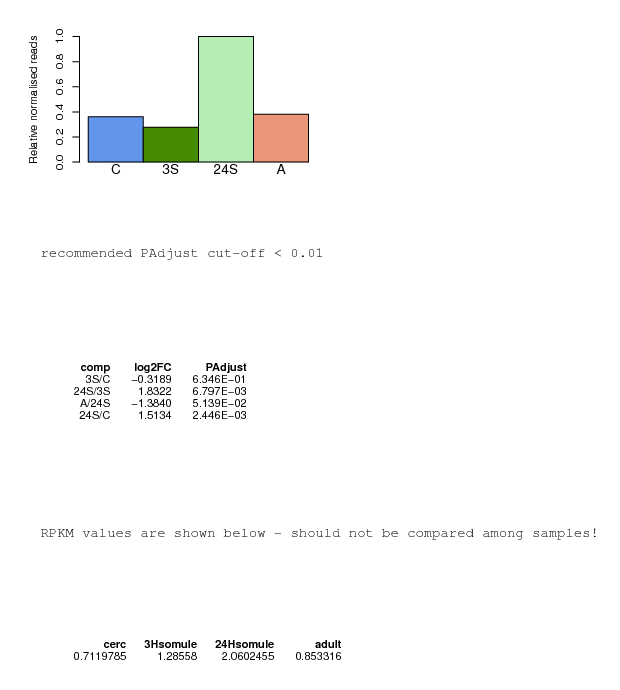 Relative normalised reads
1.0
0.8
0.6
0.4
0.2
0.0
C 3S 24S A
recommended PAdjust cut-off < 0.01
comp log2FC PAdjust
3S/C −0.3189 6.346E−01
24S/3S 1.8322 6.797E−03
A/24S −1.3840 5.139E−02
24S/C 1.5134 2.446E−03
RPKM values are shown below - should not be compared among samples!
cerc 3Hsomule 24Hsomule adult
0.7119785 1.28558 2.0602455 0.853316